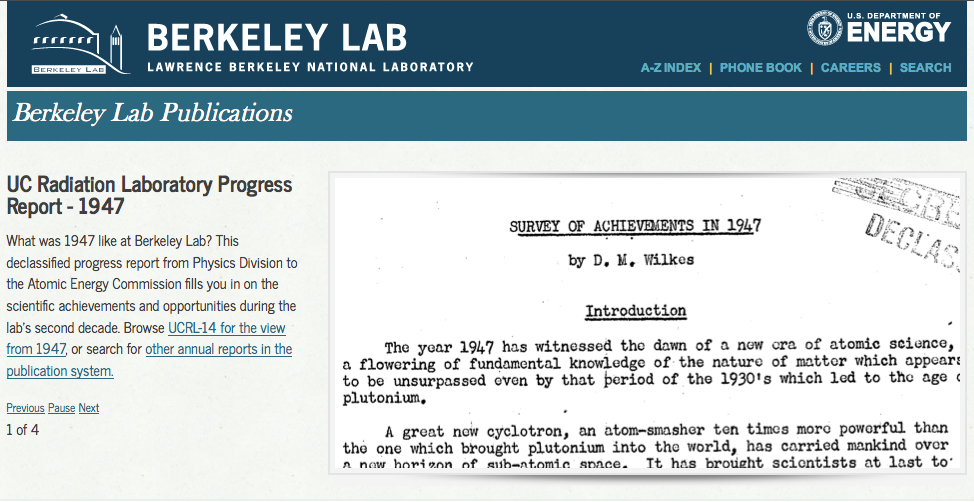 BERKELEY LAB
BERKELEY LAB
LAWRENCE BERKELEY NATIONAL LABORATORY
U.S. DEPARTMENT OF
ENERGY
A-Z INDEX | PHONE BOOK | CAREERS | SEARCH
Berkeley Lab Publications
UC Radiation Laboratory Progress
Report - 1947
What was 1947 like at Berkeley Lab? This
declassified progress report from Physics Division to
the Atomic Energy Commission fills you in on the
scientific achievements and opportunities during the
lab's second decade. Browse UCRL-14 for the view
from 1947, or search for other annual reports in the
publication system.
Previous Pause Next
1 of 4
DECLAS
SURVEY OF ACHIEVEMENTS IN 1947
by D. M. Wilkes
Introduction
The year 1947 has witnessed the dawn of a new era of atomic science,
a flowering of fundamental knowledge of the nature of matter which appears
to be unsurpassed even by that period of the 1930's which led to the age
plutonium.
A great new cyclotron, an atom-smasher ten times more powerful than
the one which brought plutonium into the world, has carried mankind over
a new horizon of sub-atomic space. It has brought scientists at last to